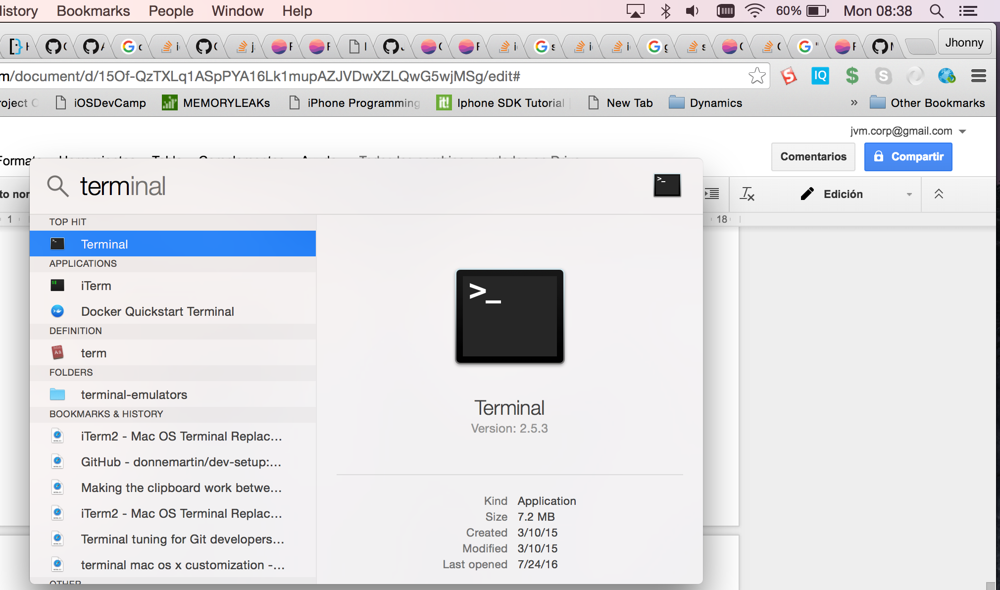 Bookmarks People Window Help 60% Mon 08:38
Jhonny
/document/d/15Of-QzTXLq1ASpPYA16Lk1mupAZJVDwXZLQwG5wjMSg/edit#
IQ
iOSDevCamp MEMORYLEAKs iPhone Programming it! Iphone SDK Tutorial New Tab Dynamics » Other Bookmarks
jvm.corp@gmail.com
Comentarios Compartir
terminal
Edición
1 18
TOP HIT
Terminal
APPLICATIONS
iTerm
Docker Quickstart Terminal
DEFINITION
term
FOLDERS
terminal-emulators
BOOKMARKS & HISTORY
iTerm2 - Mac OS Terminal Replac...
GitHub - donnemartin/dev-setup:...
Making the clipboard work betwe...
iTerm2 - Mac OS Terminal Replac...
Terminal tuning for Git developers...
terminal mac os x customization -...
OTHER
>_
Terminal
Version: 2.5.3
Kind Application
Size 7.2 MB
Created 3/10/15
Modified 3/10/15
Last opened 7/24/16